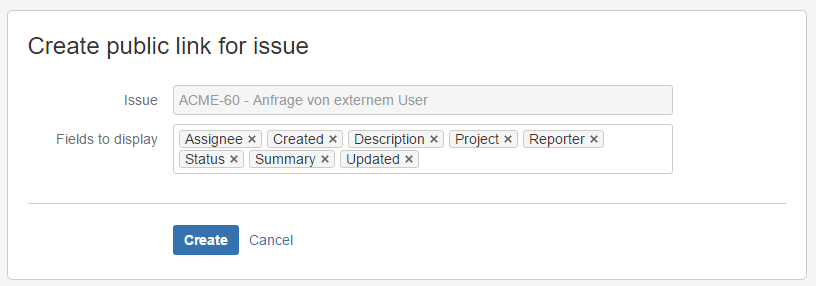 Create public link for issue
Issue ACME-60 - Anfrage von externem User
Fields to display Assignee × Created × Description × Project × Reporter ×
Status × Summary × Updated ×
Create Cancel